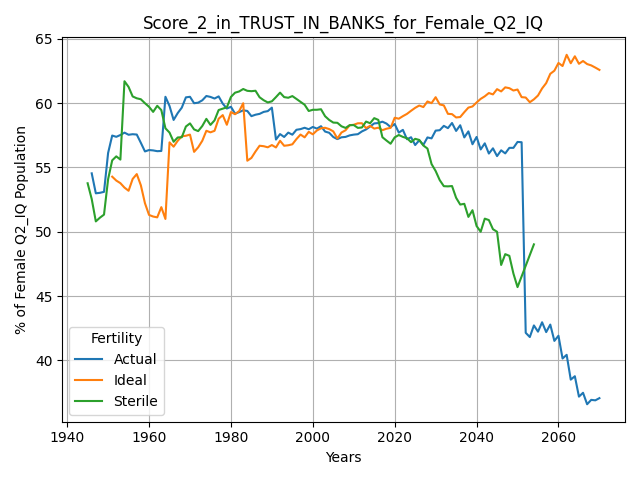 Score_2_in_TRUST_IN_BANKS_for_Female_Q2_IQ
% of Female Q2_IQ Population
65
60
55
50
45
40
Fertility
Actual
Ideal
Sterile
1940
1960
1980
2000
2020
2040
2060
Years